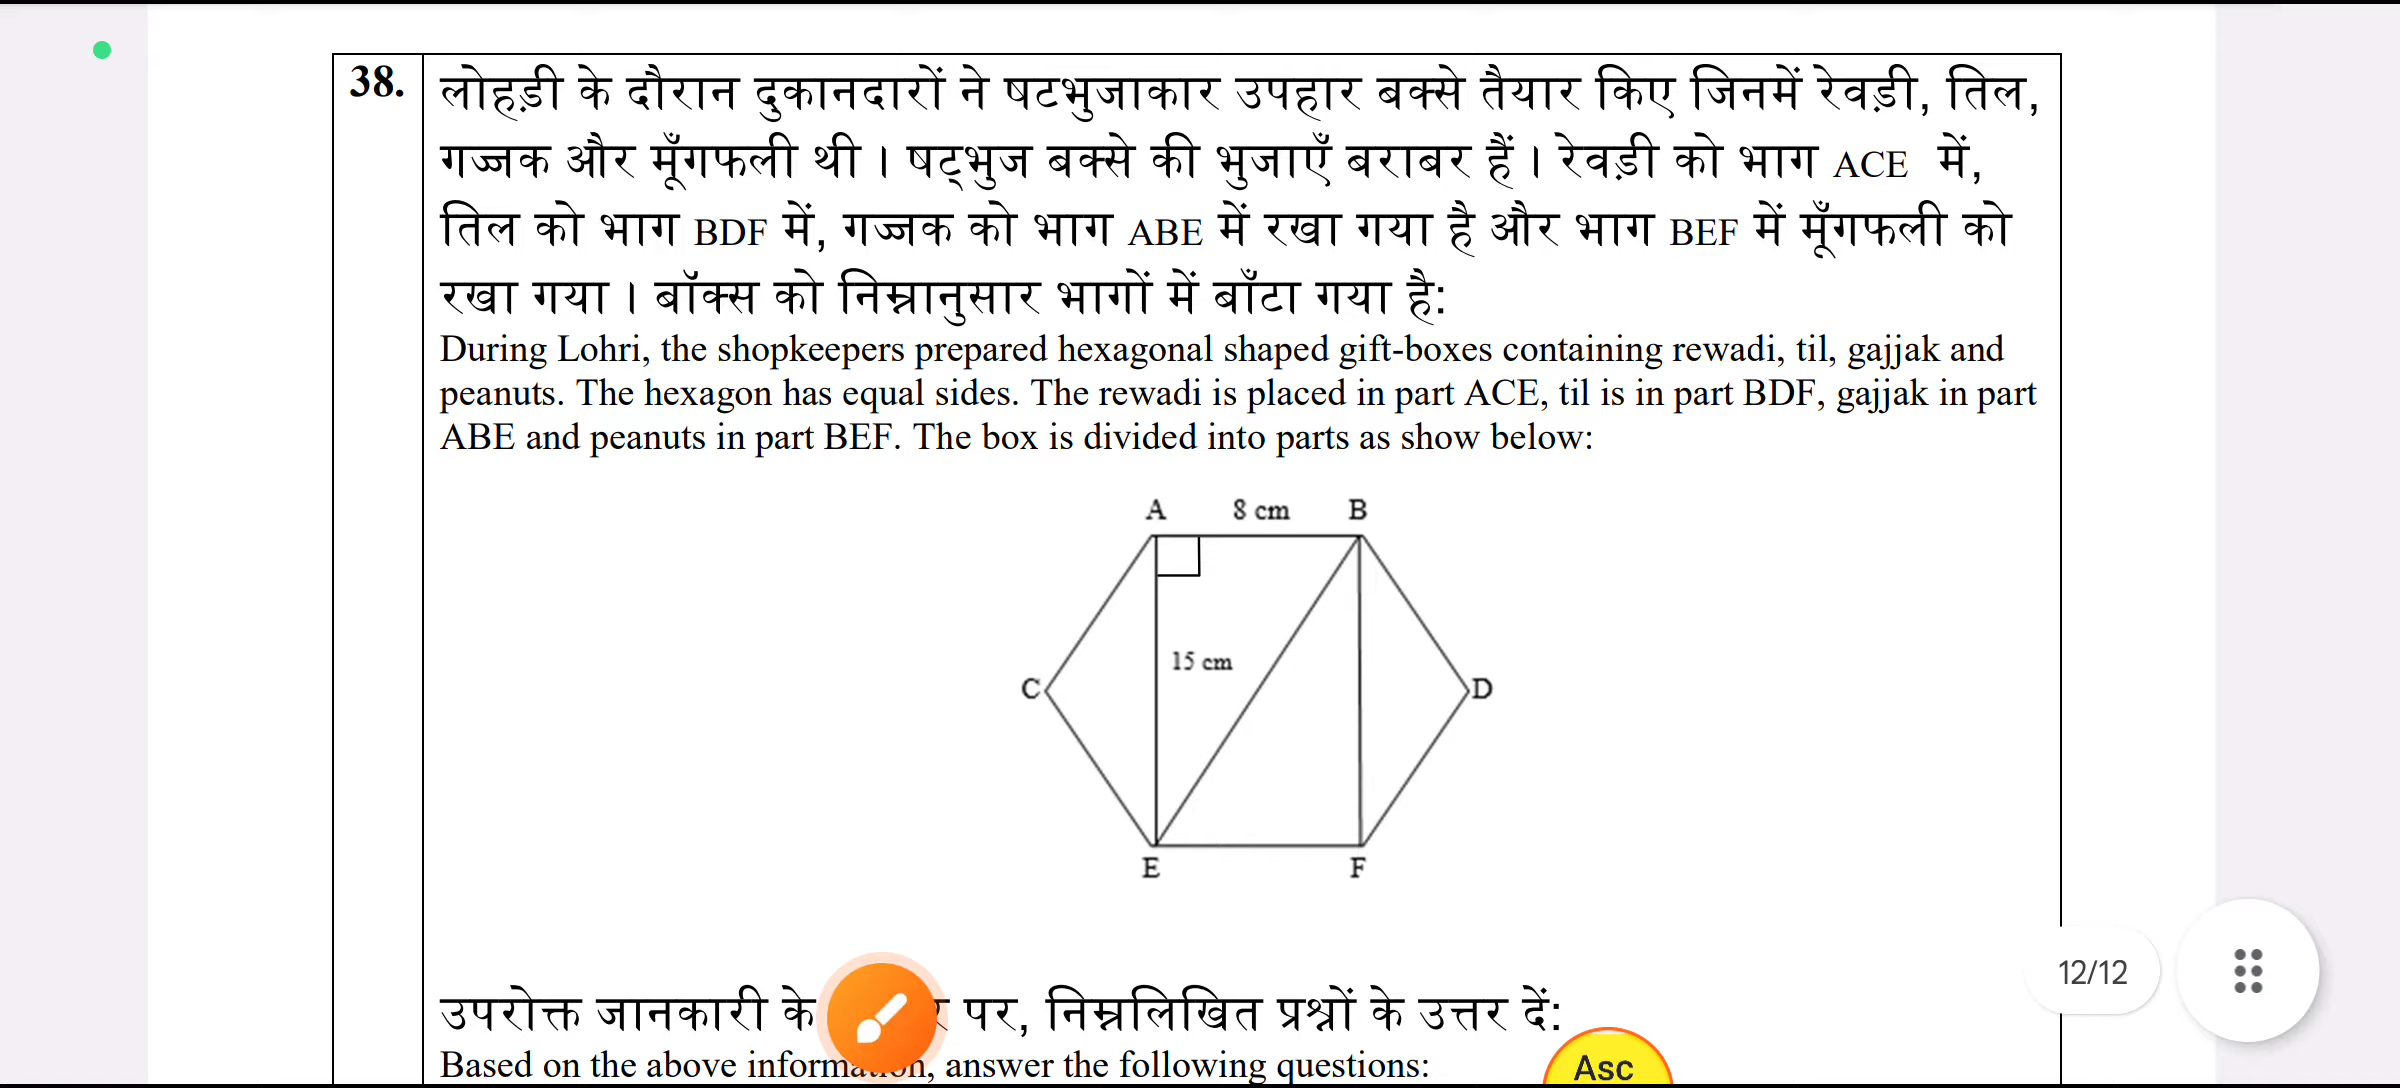 38.
लोहड़ी के दौरान दुकानदारों ने षटभुजाकार उपहार बक्से तैयार किए जिनमें रेवड़ी, तिल,
गज्जक और मूँगफली थी । षट्भुज बक्से की भुजाएँ बराबर हैं । रेवड़ी को भाग ACE में,
तिल को भाग BDF में, गज्जक को भाग ABE में रखा गया है और भाग BEF में मूँगफली को
रखा गया । बॉक्स को निम्नानुसार भागों में बाँटा गया है:
During Lohri, the shopkeepers prepared hexagonal shaped gift-boxes containing rewadi, til, gajjak and
peanuts. The hexagon has equal sides. The rewadi is placed in part ACE, til is in part BDF, gajjak in part
ABE and peanuts in part BEF. The box is divided into parts as show below:
A 8 cm B
15 cm
C D
E F
12/12
उपरोक्त जानकारी के पर, निम्नलिखित प्रश्नों के उत्तर दें:
Based on the above information, answer the following questions:
Asc